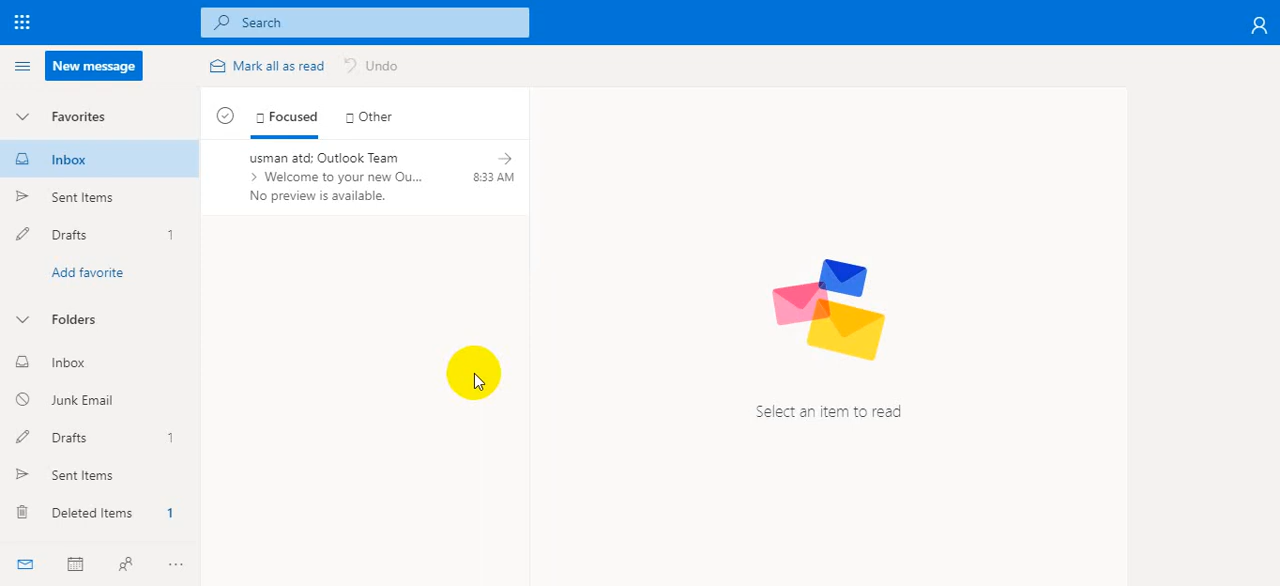 Search
New message
Mark all as read
Undo
Favorites
Inbox
Sent Items
Drafts 1
Add favorite
Folders
Inbox
Junk Email
Drafts 1
Sent Items
Deleted Items 1
Focused
Other
usman atd; Outlook Team
Welcome to your new Ou... 8:33 AM
No preview is available.
Select an item to read